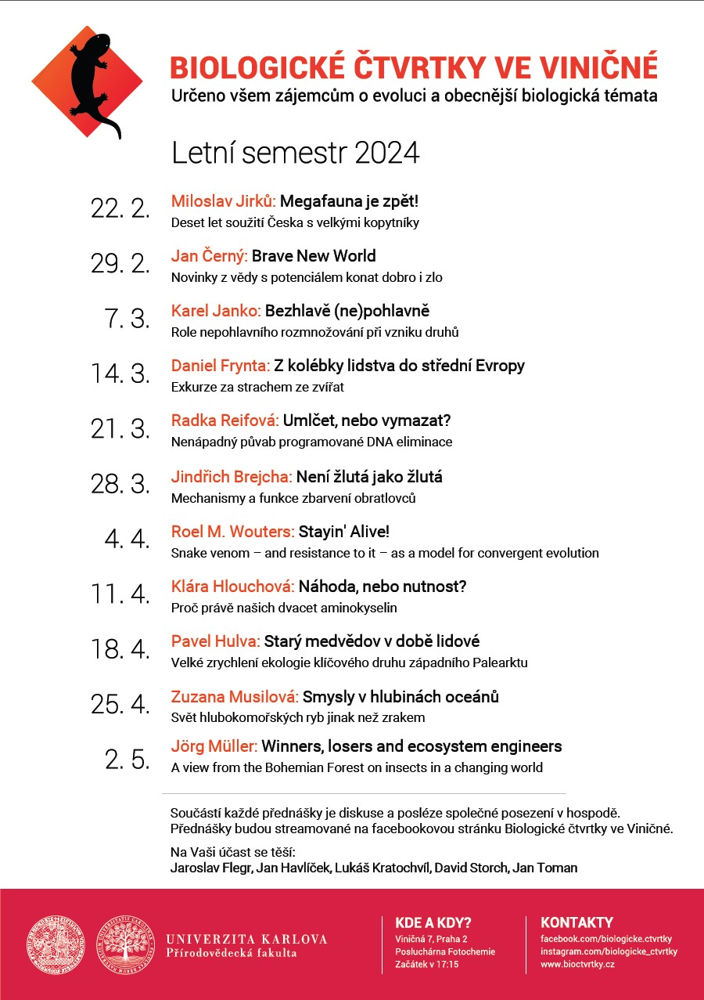 BIOLOGICKÉ ČTVRTKY VE VINIČNÉ
Určeno všem zájemcům o evoluci a obecnější biologická témata
Letní semestr 2024
22. 2.
Miloslav Jirků: Megafauna je zpět!
Deset let soužití Česka s velkými kopytníky
29. 2.
Jan Černý: Brave New World
Novinky z vědy s potenciálem konat dobro i zlo
7. 3.
Karel Janko: Bezhlavě (ne)pohlavně
Role nepohlavního rozmnožování při vzniku druhů
14. 3.
Daniel Frynta: Z kolébky lidstva do střední Evropy
Exkurze za strachem ze zvířat
21. 3.
Radka Reifová: Umlčet, nebo vymazat?
Nenápadný půvab programované DNA eliminace
28. 3.
Jindřich Brejcha: Není žlutá jako žlutá
Mechanismy a funkce zbarvení obratlovců
4. 4.
Roel M. Wouters: Stayin' Alive!
Snake venom – and resistance to it – as a model for convergent evolution
11. 4.
Klára Hlouchová: Náhoda, nebo nutnost?
Proč právě našich dvacet aminokyselin
18. 4.
Pavel Hulva: Starý medvědov v době lidové
Velké zrychlení ekologie klíčového druhu západního Palearktu
25. 4.
Zuzana Musilová: Smysly v hlubinách oceánů
Svět hlubokomořských ryb jinak než zrakem
2. 5.
Jörg Müller: Winners, losers and ecosystem engineers
A view from the Bohemian Forest on insects in a changing world
Součástí každé přednášky je diskuse a posléze společné posezení v hospodě.
Přednášky budou streamované na facebookovou stránku Biologické čtvrtky ve Viničné.
Na Vaši účast se těší:
Jaroslav Flegr, Jan Havlíček, Lukáš Kratochvíl, David Storch, Jan Toman
UNIVERZITA KARLOVA
Přírodovědecká fakulta
KDE A KDY?
Viničná 7, Praha 2
Posluchárna Fotochemie
Začátek v 17:15
KONTAKTY
facebook.com/biologicke.ctvrtky
instagram.com/biologicke_ctvrtky
www.bioctvrtky.cz